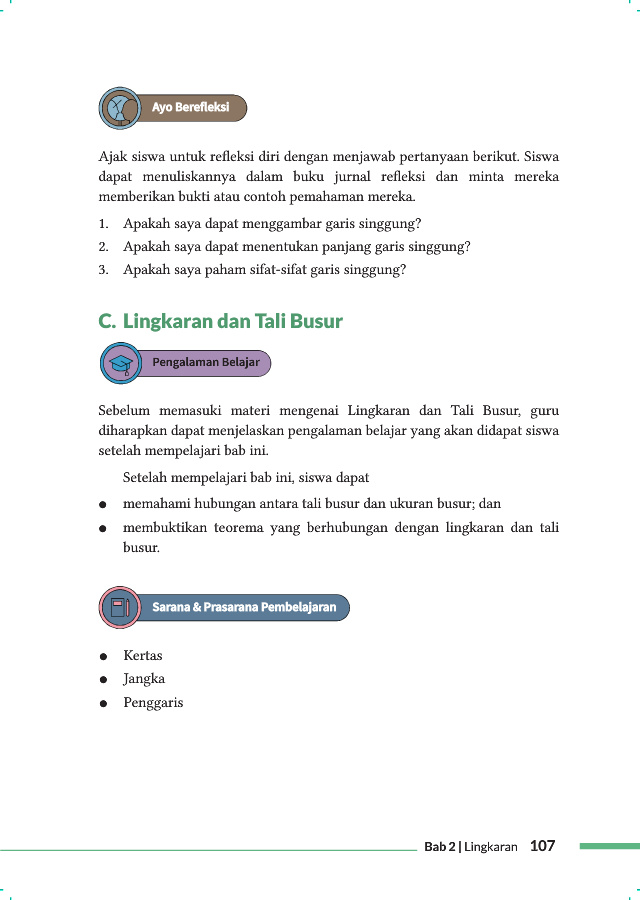 Ayo Berefleksi
Ajak siswa untuk refleksi diri dengan menjawab pertanyaan berikut. Siswa
dapat menuliskannya dalam buku jurnal refleksi dan minta mereka
memberikan bukti atau contoh pemahaman mereka.
1. Apakah saya dapat menggambar garis singgung?
2. Apakah saya dapat menentukan panjang garis singgung?
3. Apakah saya paham sifat-sifat garis singgung?
C. Lingkaran dan Tali Busur
Pengalaman Belajar
Sebelum memasuki materi mengenai Lingkaran dan Tali Busur, guru
diharapkan dapat menjelaskan pengalaman belajar yang akan didapat siswa
setelah mempelajari bab ini.
Setelah mempelajari bab ini, siswa dapat
● memahami hubungan antara tali busur dan ukuran busur; dan
● membuktikan teorema yang berhubungan dengan lingkaran dan tali
busur.
Sarana & Prasarana Pembelajaran
● Kertas
● Jangka
● Penggaris
Bab 2 | Lingkaran 107